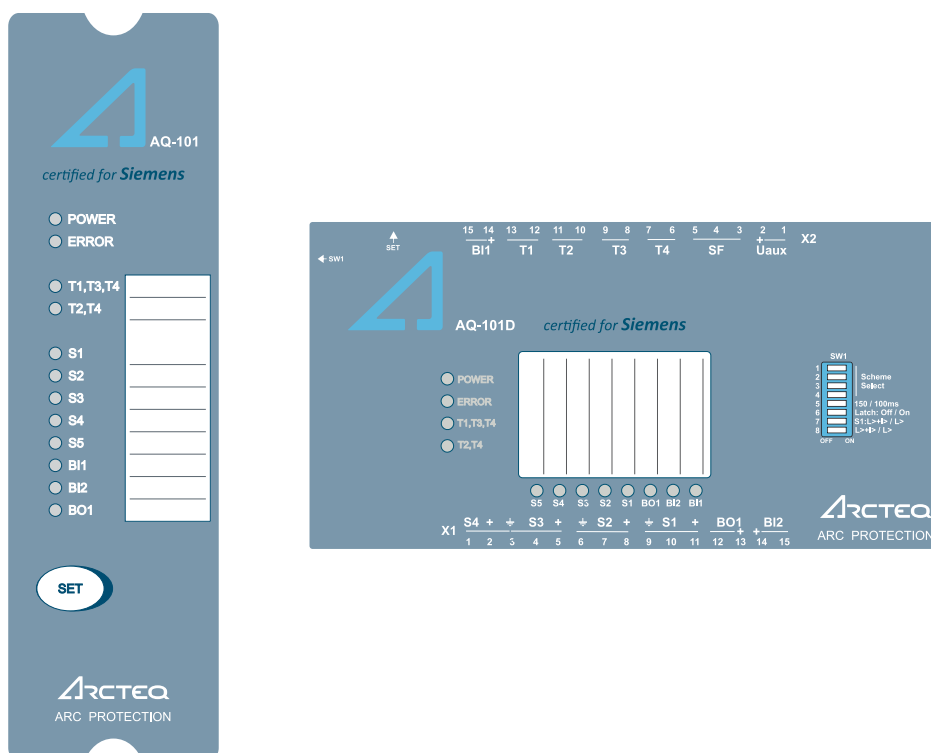 AQ-101
certified for Siemens
POWER
ERROR
T1,T3,T4
T2,T4
S1
S2
S3
S4
S5
BI1
BI2
BO1
SET
ARCTEQ
ARC PROTECTION
SET
SW1
15 14 13 12 11 10 9 8 7 6 5 4 3 2 1
+ +
BI1 T1 T2 T3 T4 SF Uaux X2
AQ-101D certified for Siemens
POWER
ERROR
T1,T3,T4
T2,T4
S5 S4 S3 S2 S1 BO1 BI2 BI1
X1 S4 + ⏚ S3 + ⏚ S2 + ⏚ S1 + BO1 + + BI2
1 2 3 4 5 6 7 8 9 10 11 12 13 14 15
SW1
1
2 Scheme
3 Select
4
5 150 / 100ms
6 Latch: Off / On
7 S1:L>+I> / L>
8 L>+I> / L>
OFF ON
ARCTEQ
ARC PROTECTION